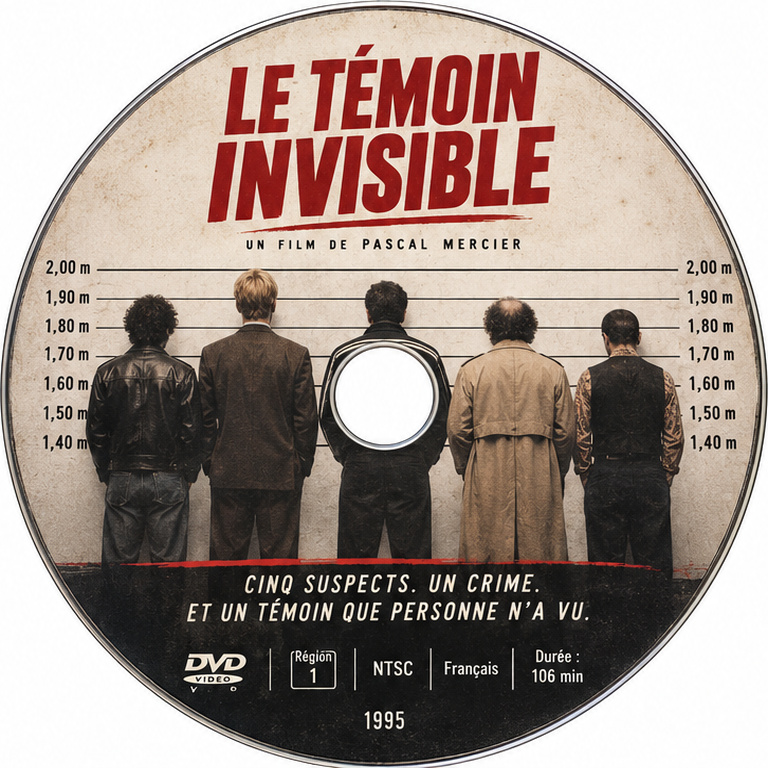 LE TÉMOIN
INVISIBLE
UN FILM DE PASCAL MERCIER
2,00 m 2,00 m
1,90 m 1,90 m
1,80 m 1,80 m
1,70 m 1,70 m
1,60 m 1,60 m
1,50 m 1,50 m
1,40 m 1,40 m
CINQ SUSPECTS. UN CRIME.
ET UN TÉMOIN QUE PERSONNE N'A VU.
DVD
VIDEO
Région
1
NTSC
Français
Durée :
106 min
1995